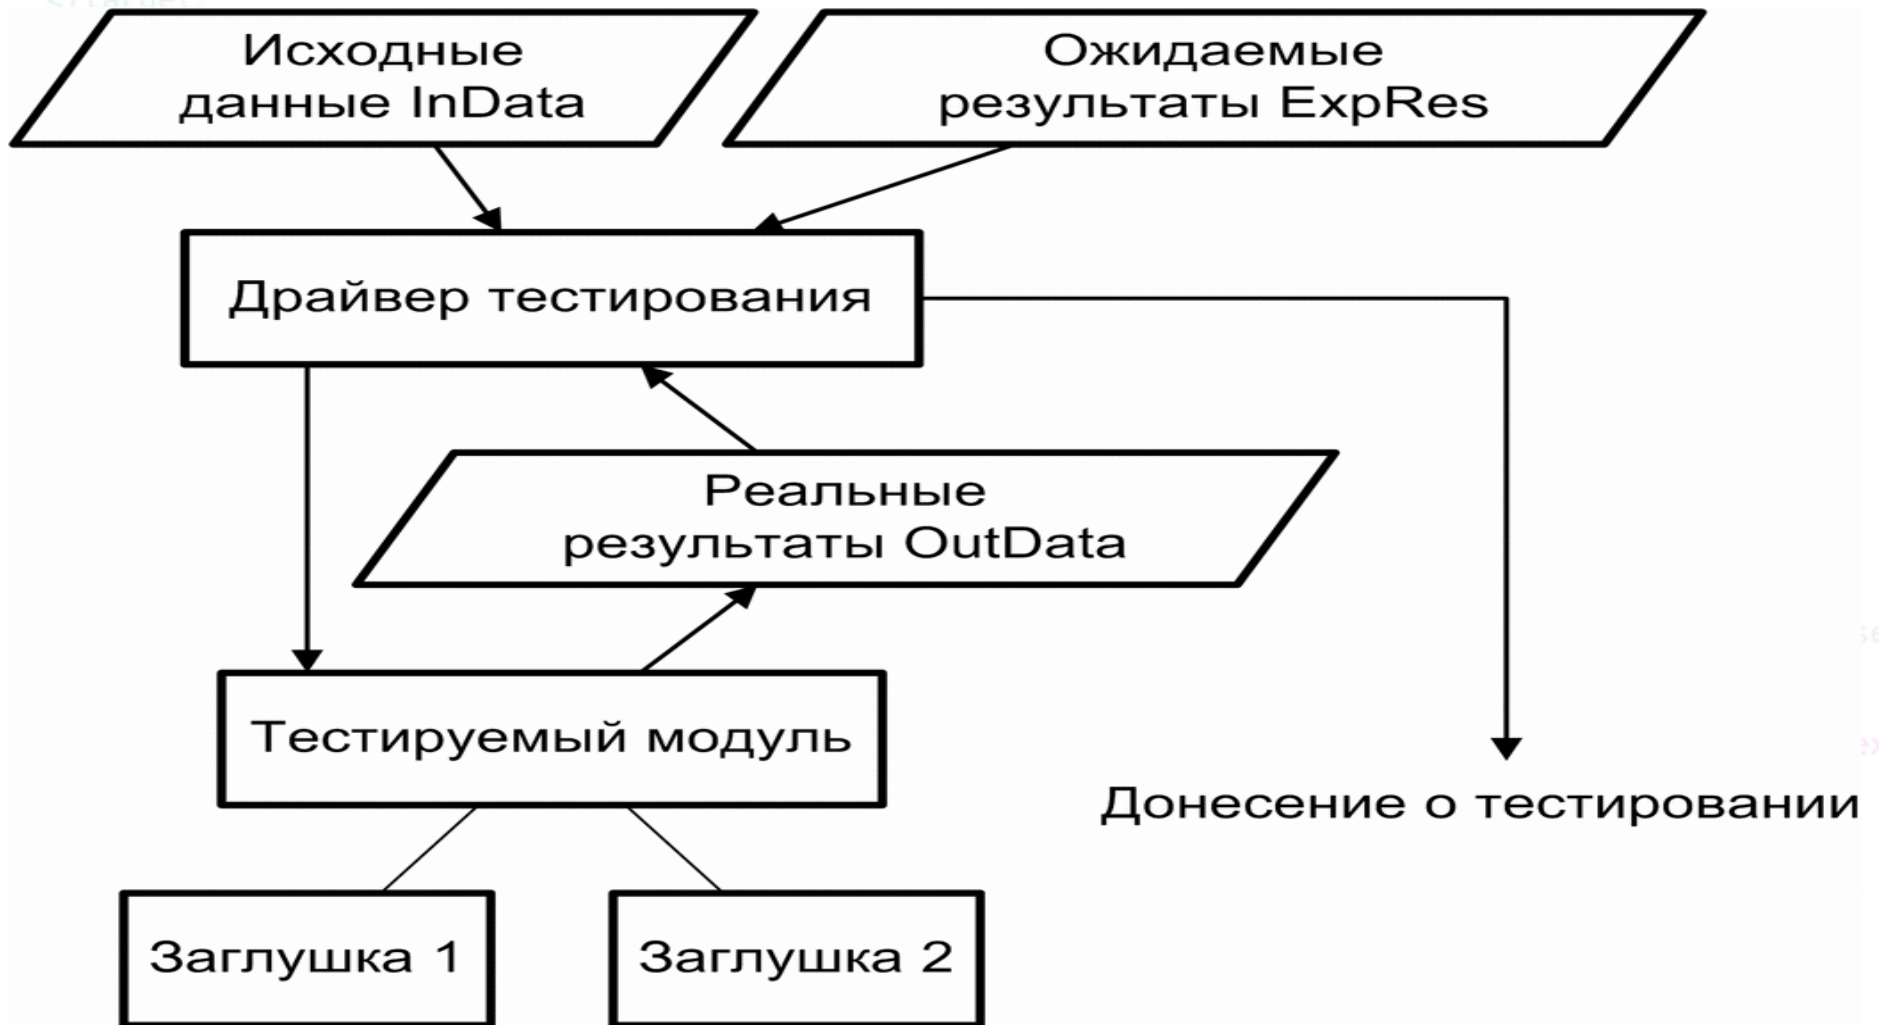 Исходные
данные InData
Ожидаемые
результаты ExpRes
Драйвер тестирования
Реальные
результаты OutData
Тестируемый модуль
Донесение о тестировании
Заглушка 1
Заглушка 2